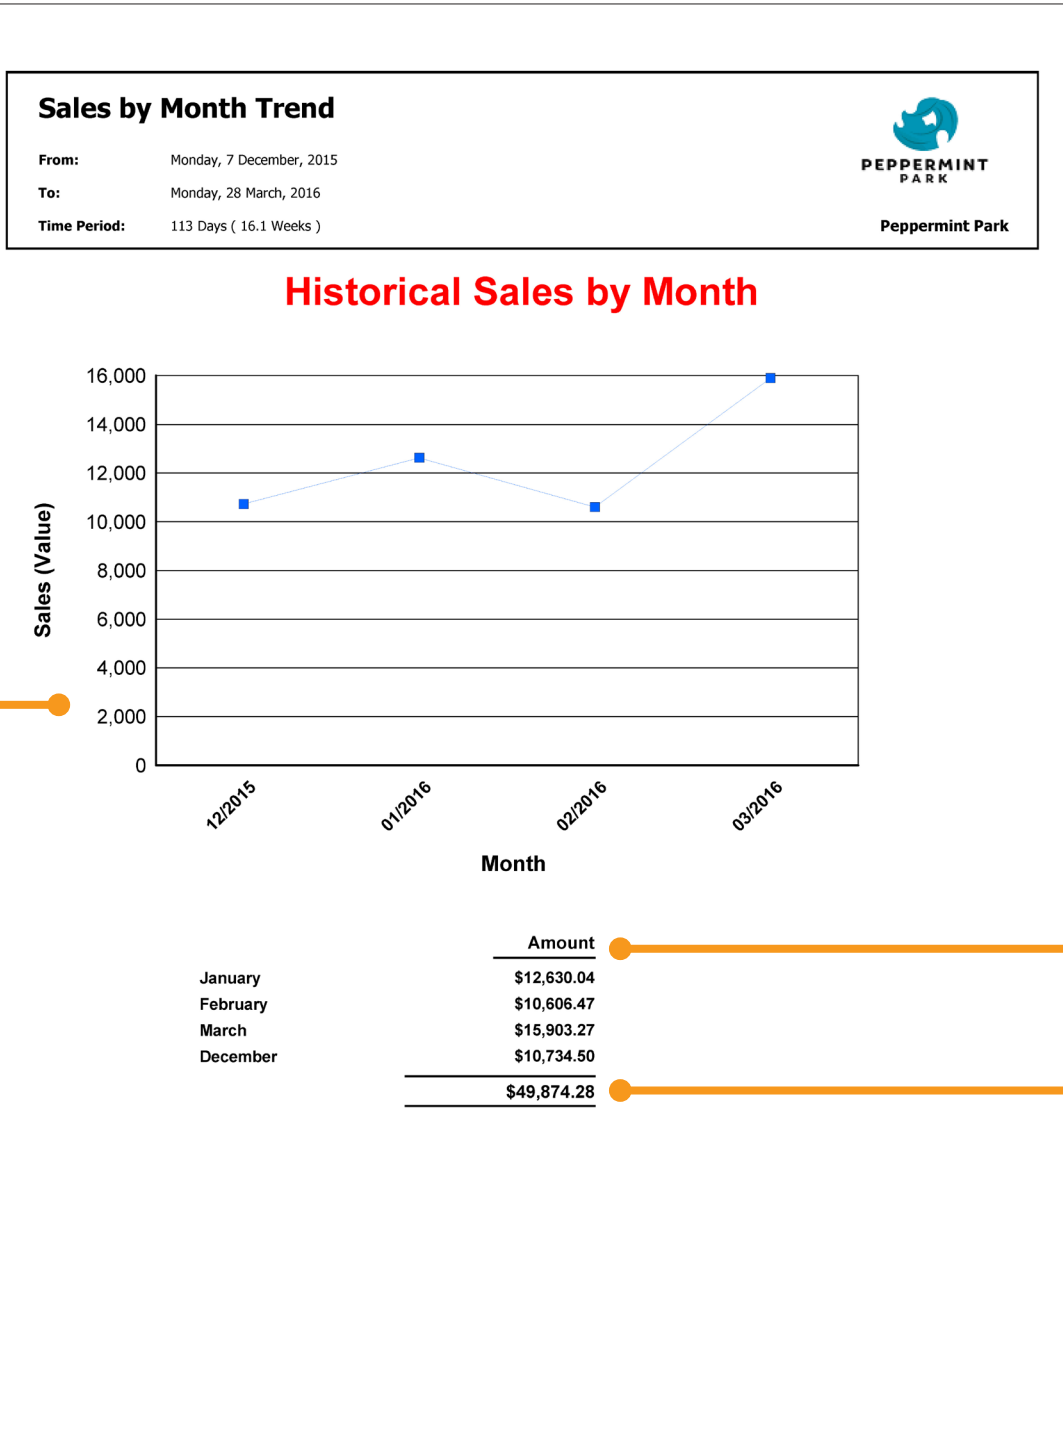 Sales by Month Trend
From: Monday, 7 December, 2015
To: Monday, 28 March, 2016
Time Period: 113 Days ( 16.1 Weeks )
PEPPERMINT
PARK
Peppermint Park
Historical Sales by Month
16,000
14,000
12,000
10,000
8,000
6,000
4,000
2,000
0
Sales (Value)
12/2015 01/2016 02/2016 03/2016
Month
Amount
January $12,630.04
February $10,606.47
March $15,903.27
December $10,734.50
$49,874.28